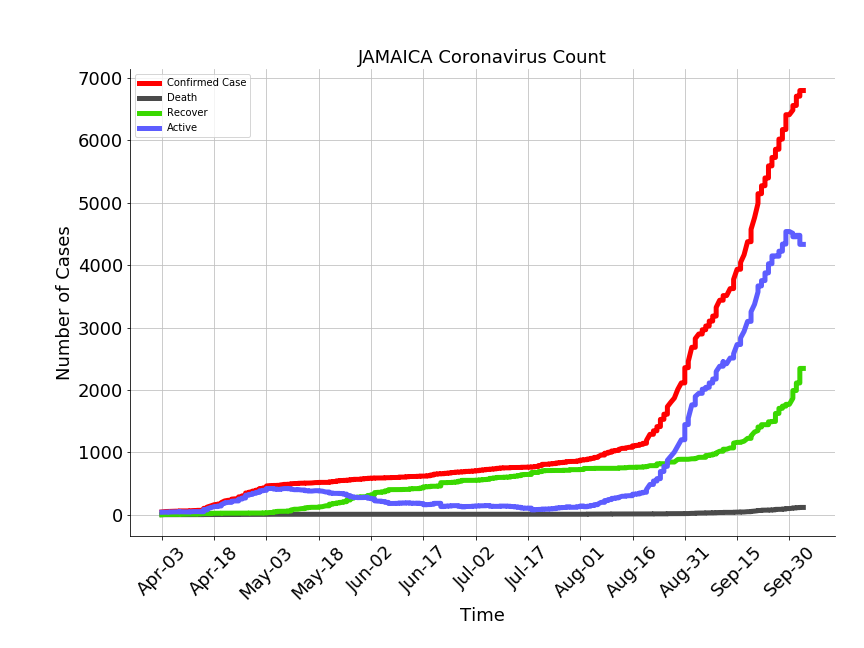 JAMAICA Coronavirus Count
7000
6000
5000
4000
3000
2000
1000
0
Number of Cases
Confirmed Case
Death
Recover
Active
Apr-03
Apr-18
May-03
May-18
Jun-02
Jun-17
Jul-02
Jul-17
Aug-01
Aug-16
Aug-31
Sep-15
Sep-30
Time